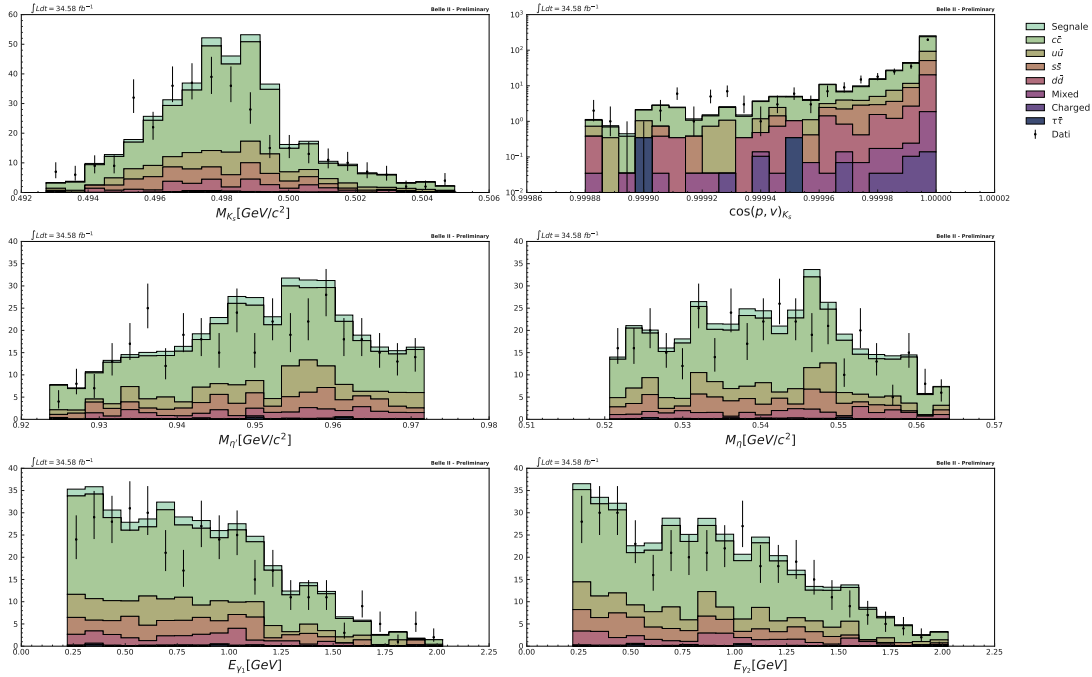 ∫Ldt = 34.58 fb⁻¹ Belle II - Preliminary
60
50
40
30
20
10
0
0.492 0.494 0.496 0.498 0.500 0.502 0.504 0.506
M_{K_s}[GeV/c²]
∫Ldt = 34.58 fb⁻¹ Belle II - Preliminary
10³
10²
10¹
10⁰
10⁻¹
10⁻²
0.99986 0.99988 0.99990 0.99992 0.99994 0.99996 0.99998 1.00000 1.00002
cos(p, v)_{K_s}
Segnale
cc̄
uū
ss̄
dd̄
Mixed
Charged
ττ̄
Dati
∫Ldt = 34.58 fb⁻¹ Belle II - Preliminary
40
35
30
25
20
15
10
5
0
0.92 0.93 0.94 0.95 0.96 0.97 0.98
M_{η'}[GeV/c²]
∫Ldt = 34.58 fb⁻¹ Belle II - Preliminary
40
35
30
25
20
15
10
5
0
0.51 0.52 0.53 0.54 0.55 0.56 0.57
M_η[GeV/c²]
∫Ldt = 34.58 fb⁻¹ Belle II - Preliminary
40
35
30
25
20
15
10
5
0
0.00 0.25 0.50 0.75 1.00 1.25 1.50 1.75 2.00 2.25
E_{γ₁}[GeV]
∫Ldt = 34.58 fb⁻¹ Belle II - Preliminary
40
35
30
25
20
15
10
5
0
0.00 0.25 0.50 0.75 1.00 1.25 1.50 1.75 2.00 2.25
E_{γ₂}[GeV]